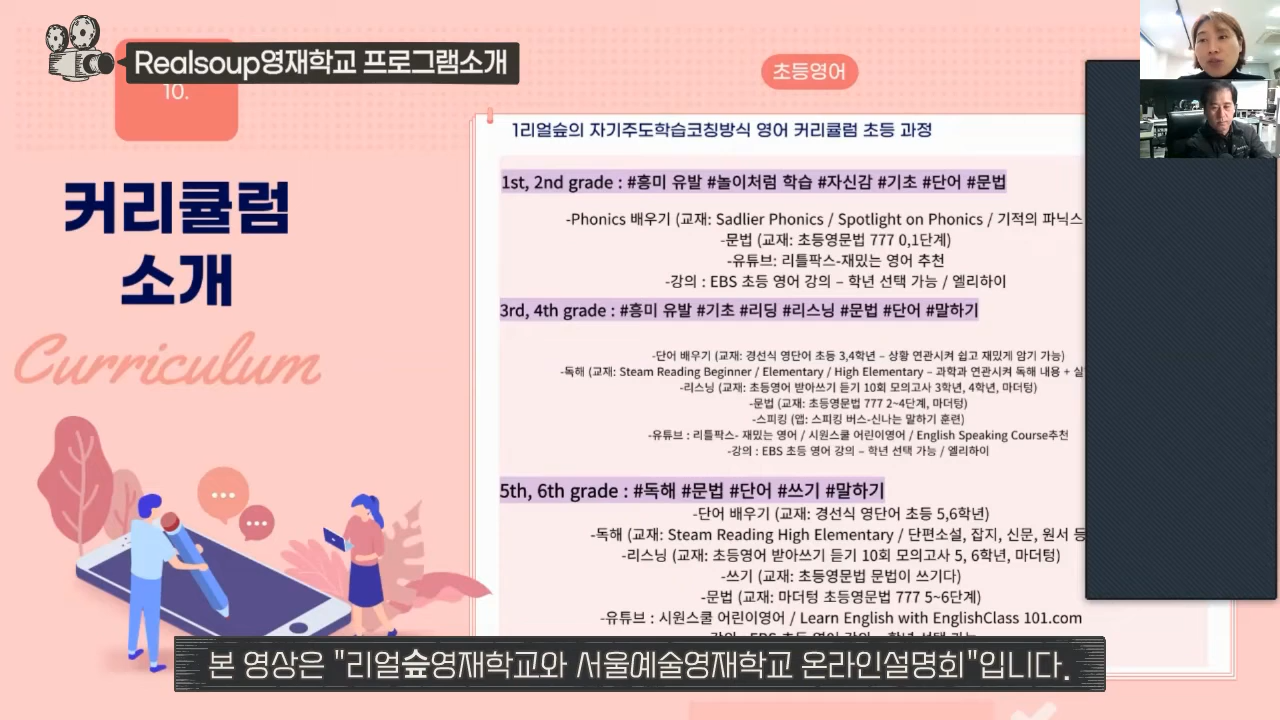 Realsoup영재학교 프로그램소개
10.
초등영어
커리큘럼
소개
Curriculum
1리얼숲의 자기주도학습코칭방식 영어 커리큘럼 초등 과정
1st, 2nd grade : #흥미 유발 #놀이처럼 학습 #자신감 #기초 #단어 #문법
-Phonics 배우기 (교재: Sadlier Phonics / Spotlight on Phonics / 기적의 파닉스
-문법 (교재: 초등영문법 777 0,1단계)
-유튜브: 리틀팍스-재밌는 영어 추천
-강의 : EBS 초등 영어 강의 – 학년 선택 가능 / 엘리하이
3rd, 4th grade : #흥미 유발 #기초 #리딩 #리스닝 #문법 #단어 #말하기
-단어 배우기 (교재: 경선식 영단어 초등 3,4학년 – 상황 연관시켜 쉽고 재밌게 암기 가능)
-독해 (교재: Steam Reading Beginner / Elementary / High Elementary – 과학과 연관시켜 독해 내용 + 실
-리스닝 (교재: 초등영어 받아쓰기 듣기 10회 모의고사 3학년, 4학년, 마더텅)
-문법 (교재: 초등영문법 777 2~4단계, 마더텅)
-스피킹 (앱: 스피킹 버스-신나는 말하기 훈련)
-유튜브 : 리틀팍스- 재밌는 영어 / 시원스쿨 어린이영어 / English Speaking Course추천
-강의 : EBS 초등 영어 강의 – 학년 선택 가능 / 엘리하이
5th, 6th grade : #독해 #문법 #단어 #쓰기 #말하기
-단어 배우기 (교재: 경선식 영단어 초등 5,6학년)
-독해 (교재: Steam Reading High Elementary / 단편소설, 잡지, 신문, 원서 등
-리스닝 (교재: 초등영어 받아쓰기 듣기 10회 모의고사 5, 6학년, 마더텅)
-쓰기 (교재: 초등영문법 문법이 쓰기다)
-문법 (교재: 마더텅 초등영문법 777 5~6단계)
-유튜브 : 시원스쿨 어린이영어 / Learn English with EnglishClass 101.com
본 영상은 "리얼숲영재학교와 서울예술영재학교 온라인설명회"입니다.